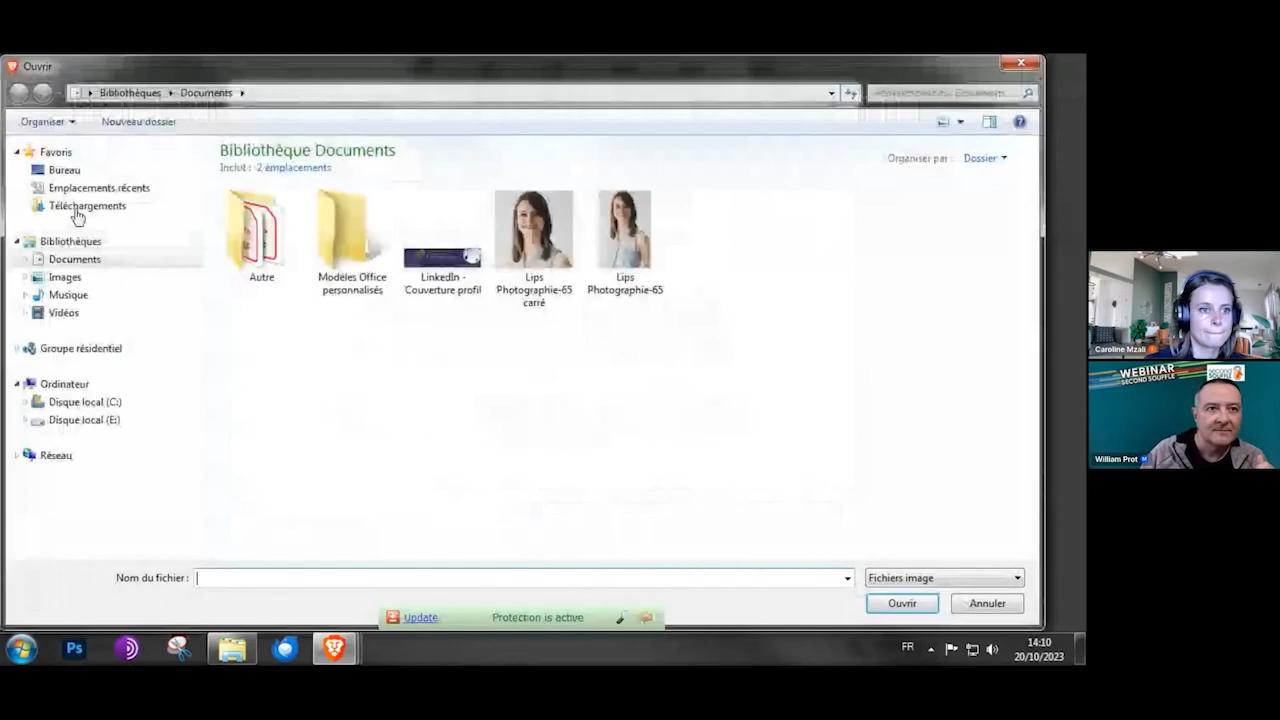 Ouvrir
Bibliothèques
Documents
Organiser
Nouveau dossier
Favoris
Bureau
Emplacements récents
Téléchargements
Bibliothèques
Documents
Images
Musique
Vidéos
Groupe résidentiel
Ordinateur
Disque local (C:)
Disque local (E:)
Réseau
Bibliothèque Documents
Inclut : 2 emplacements
Organiser par :
Dossier
Autre
Modèles Office
personnalisés
LinkedIn -
Couverture profil
Lips
Photographie-65
carré
Lips
Photographie-65
Nom du fichier :
Fichiers image
Ouvrir
Annuler
Update
Protection is active
Ps
FR
14:10
20/10/2023
Caroline Mzali
WEBINAR
SECOND SOUFFLE
William Prot